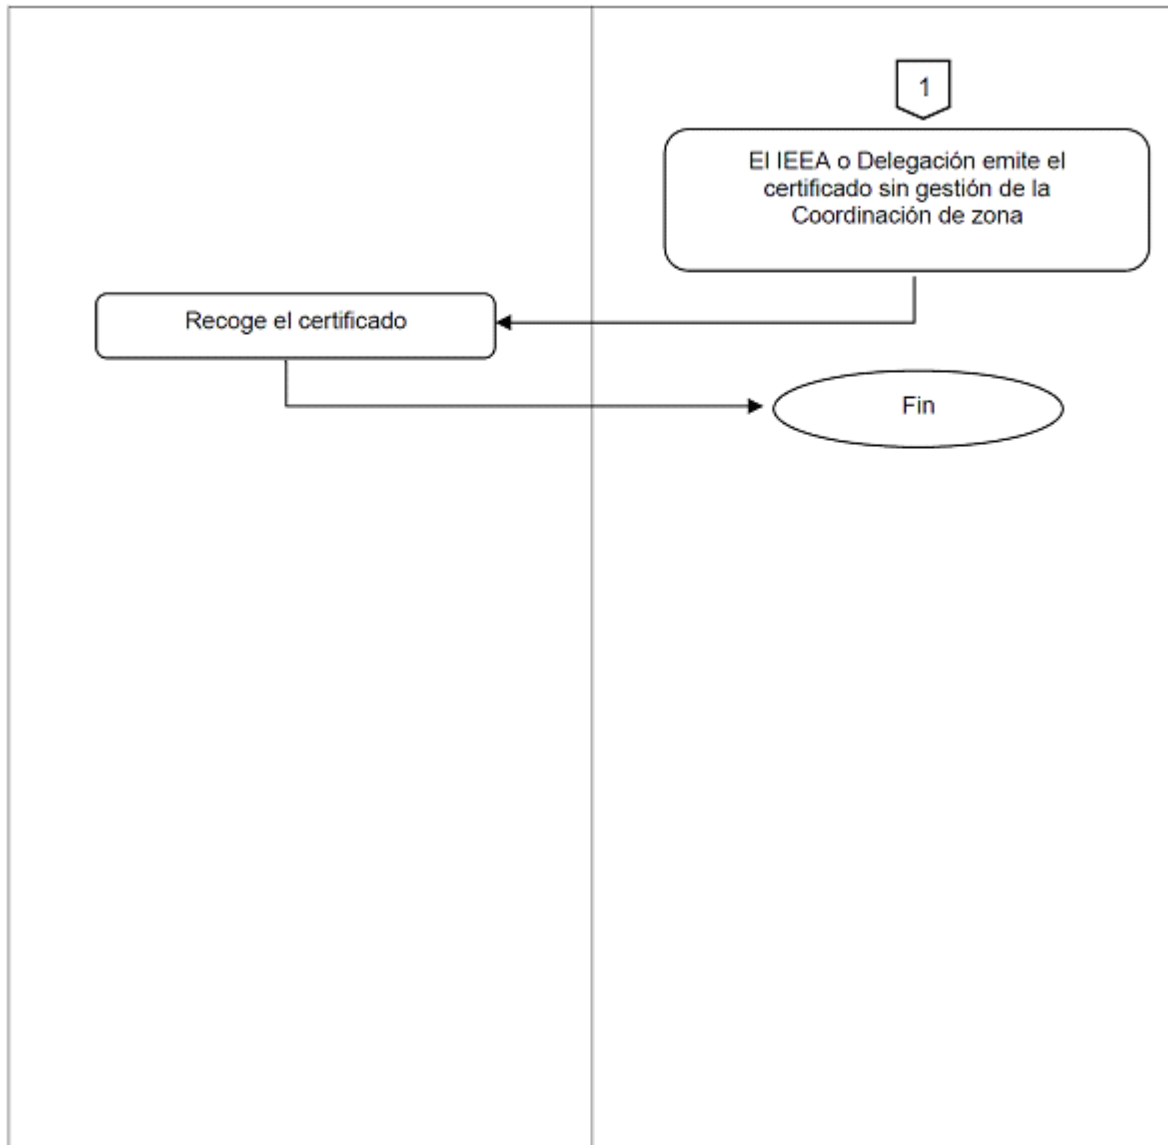 1
El IEEA o Delegación emite el
certificado sin gestión de la
Coordinación de zona
Recoge el certificado
Fin